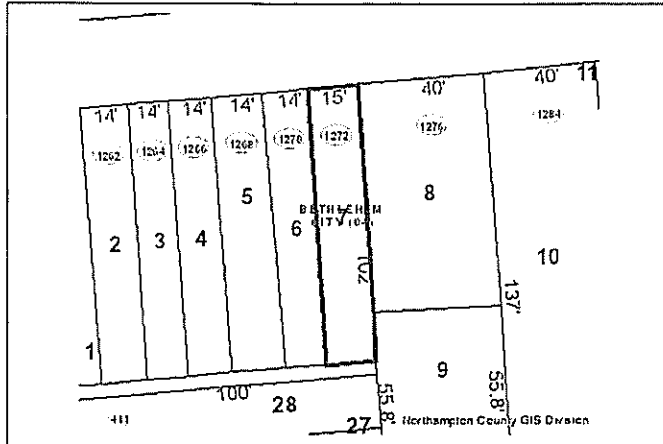 14' 14' 14' 14' 14' 15' 40' 40' 11
1262 1264 1266 1268 1270 1272 1276 1284
5
8
BETHLEHEM
CITY (04)
2 3 4 6 7
10
102
137'
1
9
100'
28
55.8'
55.8'
27
Northampton County GIS Division